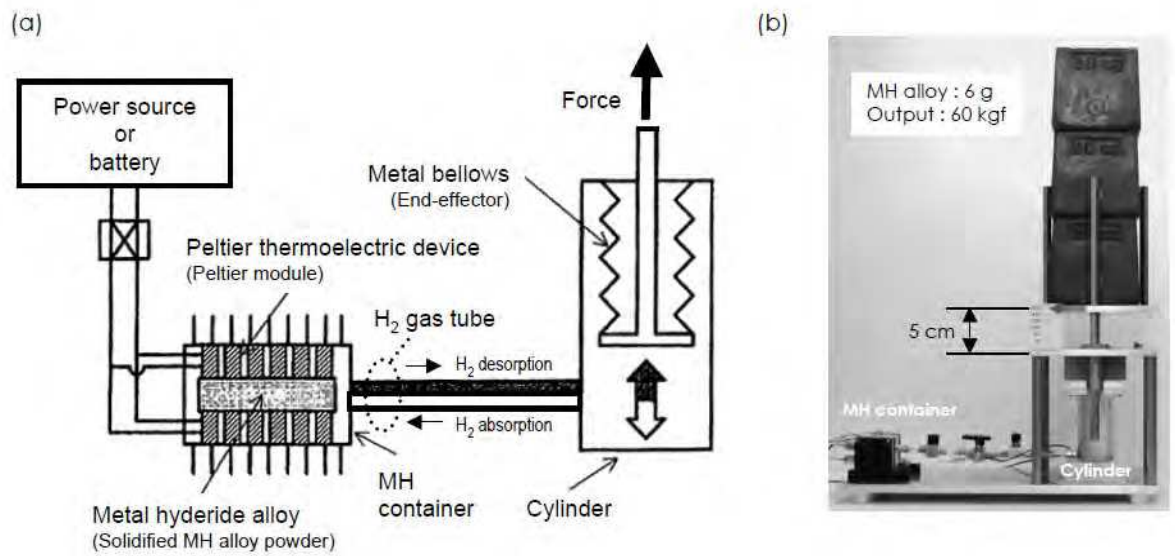 (a)
Power source
or
battery
Peltier thermoelectric device
(Peltier module)
H2 gas tube
H2 desorption
H2 absorption
MH
container
Metal hyderide alloy
(Solidified MH alloy powder)
Force
Metal bellows
(End-effector)
Cylinder
(b)
MH alloy : 6 g
Output : 60 kgf
5 cm
MH container
Cylinder